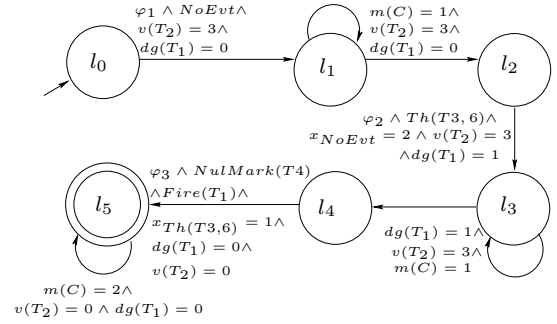 φ₁ ∧ NoEvt∧
v(T₂) = 3∧
dg(T₁) = 0
m(C) = 1∧
v(T₂) = 3∧
dg(T₁) = 0
l₀
l₁
l₂
φ₂ ∧ Th(T3, 6)∧
x_NoEvt = 2 ∧ v(T₂) = 3
∧dg(T₁) = 1
φ₃ ∧ NulMark(T4)
∧Fire(T₁)∧
x_Th(T3,6) = 1∧
dg(T₁) = 0∧
v(T₂) = 0
l₅
l₄
l₃
dg(T₁) = 1∧
v(T₂) = 3∧
m(C) = 1
m(C) = 2∧
v(T₂) = 0 ∧ dg(T₁) = 0